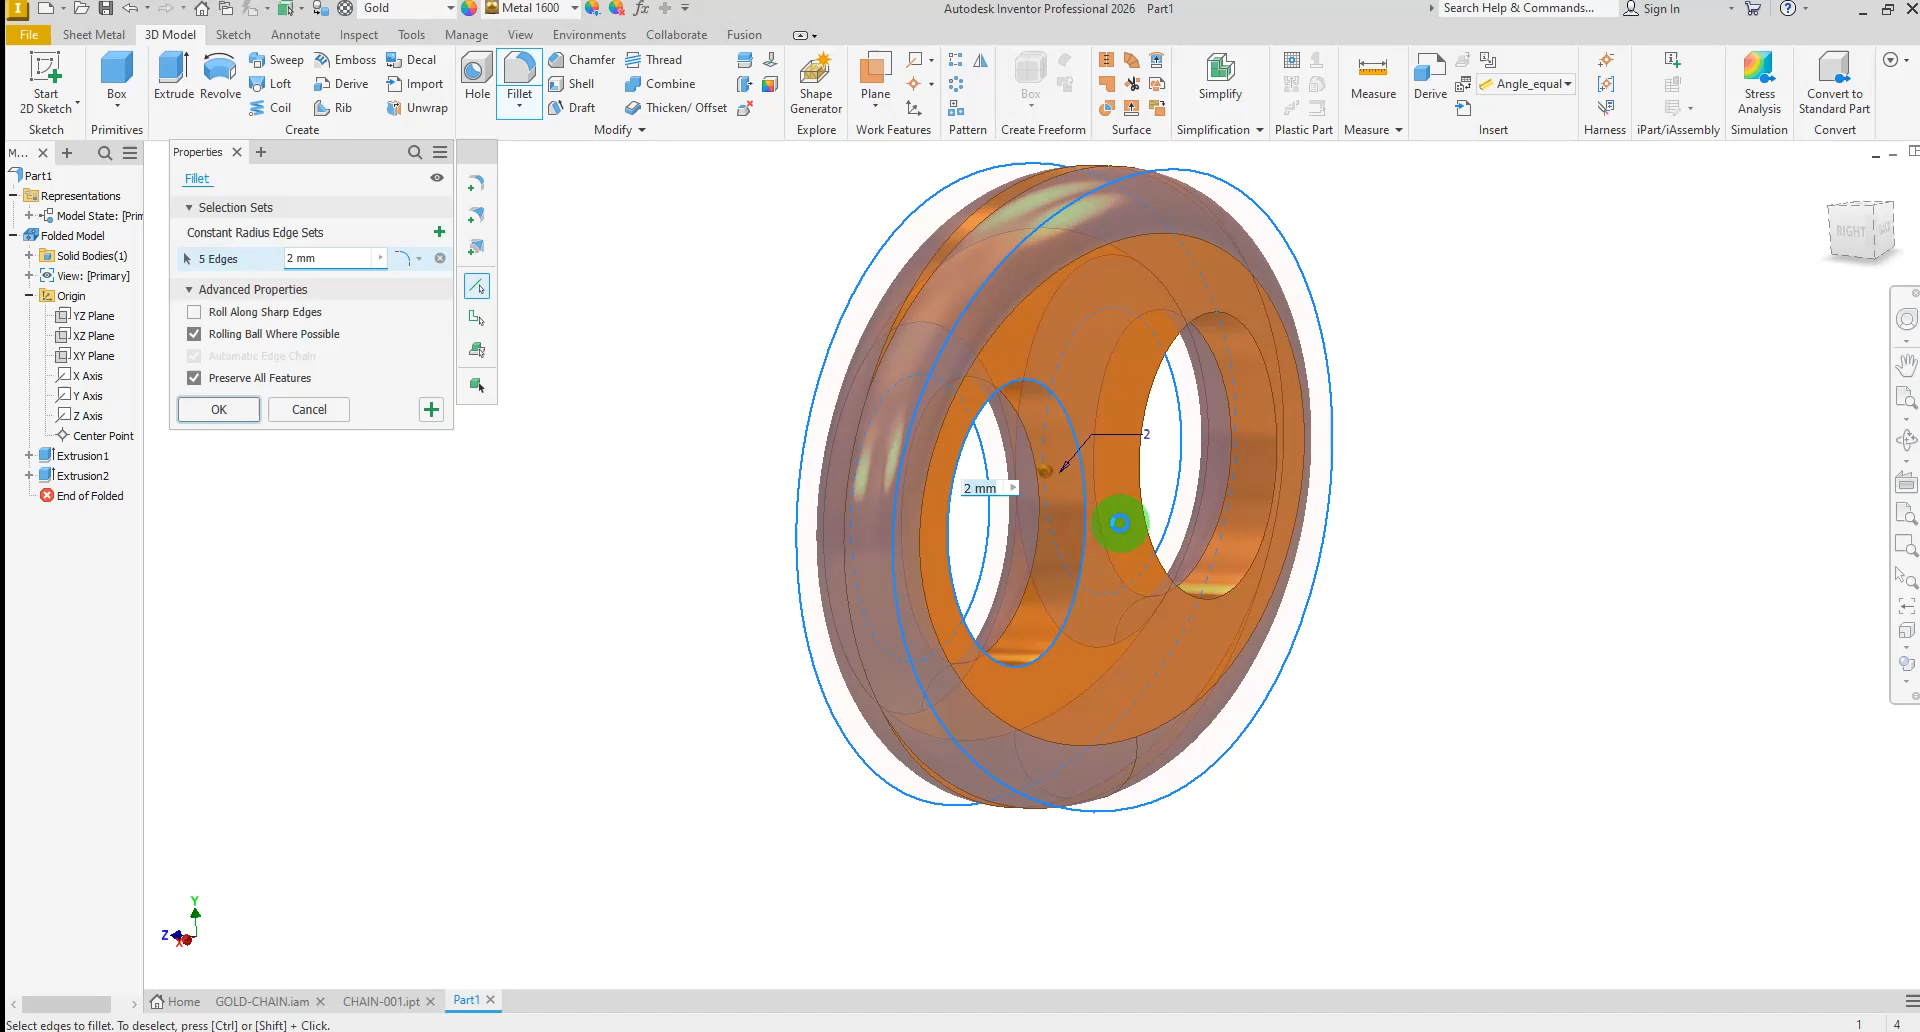 Gold
Metal 1600
Autodesk Inventor Professional 2026 Part1
Search Help & Commands...
Sign In
File
Sheet Metal
3D Model
Sketch
Annotate
Inspect
Tools
Manage
View
Environments
Collaborate
Fusion
Start
2D Sketch
Sketch
Box
Primitives
Extrude
Revolve
Sweep
Loft
Coil
Emboss
Derive
Rib
Decal
Import
Unwrap
Create
Hole
Fillet
Chamfer
Shell
Draft
Thread
Combine
Thicken/ Offset
Modify
Shape
Generator
Explore
Plane
Work Features
Pattern
Box
Create Freeform
Surface
Simplify
Simplification
Plastic Part
Measure
Measure
Derive
Angle_equal
Insert
Harness
iPart/iAssembly
Stress
Analysis
Simulation
Convert to
Standard Part
Convert
M...
Part1
Representations
Model State: [Prim
Folded Model
Solid Bodies(1)
View: [Primary]
Origin
YZ Plane
XZ Plane
XY Plane
X Axis
Y Axis
Z Axis
Center Point
Extrusion1
Extrusion2
End of Folded
Properties
Fillet
Selection Sets
Constant Radius Edge Sets
5 Edges
2 mm
Advanced Properties
Roll Along Sharp Edges
Rolling Ball Where Possible
Automatic Edge Chain
Preserve All Features
OK
Cancel
2
2 mm
RIGHT
Y
Z
X
Home
GOLD-CHAIN.iam
CHAIN-001.ipt
Part1
Select edges to fillet. To deselect, press [Ctrl] or [Shift] + Click.
1 4